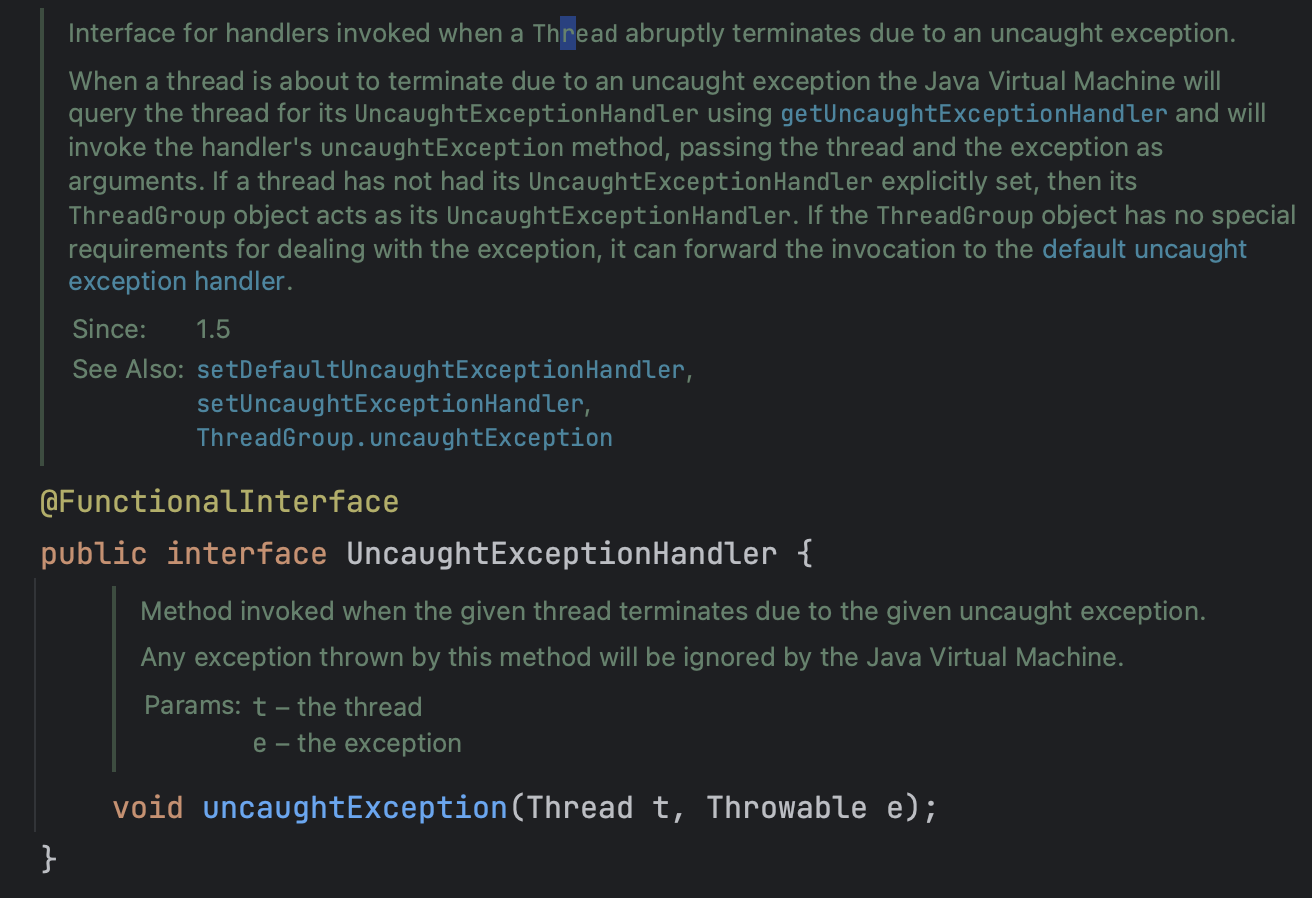 Interface for handlers invoked when a Thread abruptly terminates due to an uncaught exception.
When a thread is about to terminate due to an uncaught exception the Java Virtual Machine will
query the thread for its UncaughtExceptionHandler using getUncaughtExceptionHandler and will
invoke the handler's uncaughtException method, passing the thread and the exception as
arguments. If a thread has not had its UncaughtExceptionHandler explicitly set, then its
ThreadGroup object acts as its UncaughtExceptionHandler. If the ThreadGroup object has no special
requirements for dealing with the exception, it can forward the invocation to the default uncaught
exception handler.
Since: 1.5
See Also: setDefaultUncaughtExceptionHandler,
setUncaughtExceptionHandler,
ThreadGroup.uncaughtException
@FunctionalInterface
public interface UncaughtExceptionHandler {
Method invoked when the given thread terminates due to the given uncaught exception.
Any exception thrown by this method will be ignored by the Java Virtual Machine.
Params: t – the thread
e – the exception
void uncaughtException(Thread t, Throwable e);
}